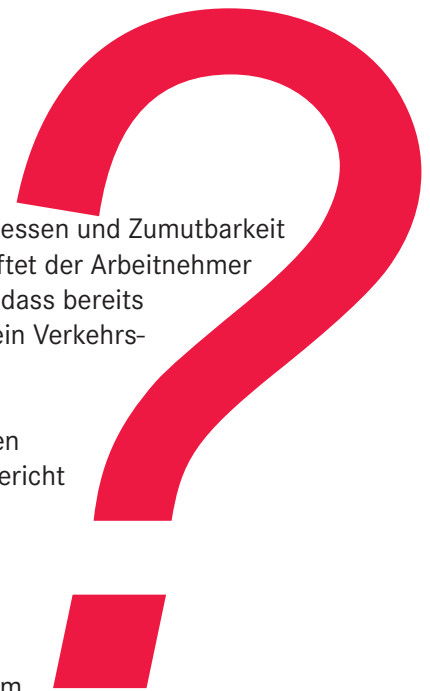 essen und Zumutbarkeit
ftet der Arbeitnehmer
dass bereits
ein Verkehrs-
en
ericht
m